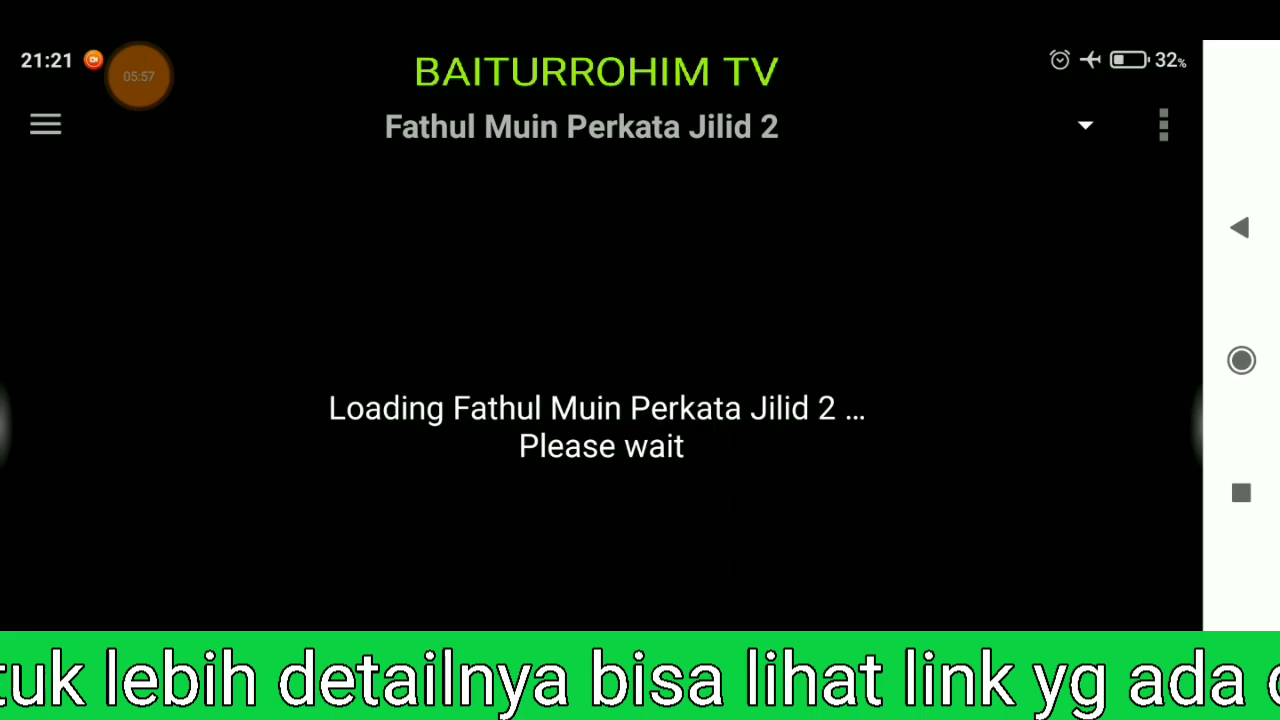 21:21
05:57
BAITURROHIM TV
32%
Fathul Muin Perkata Jilid 2
Loading Fathul Muin Perkata Jilid 2 ...
Please wait
lebih detailnya bisa lihat link yg ada